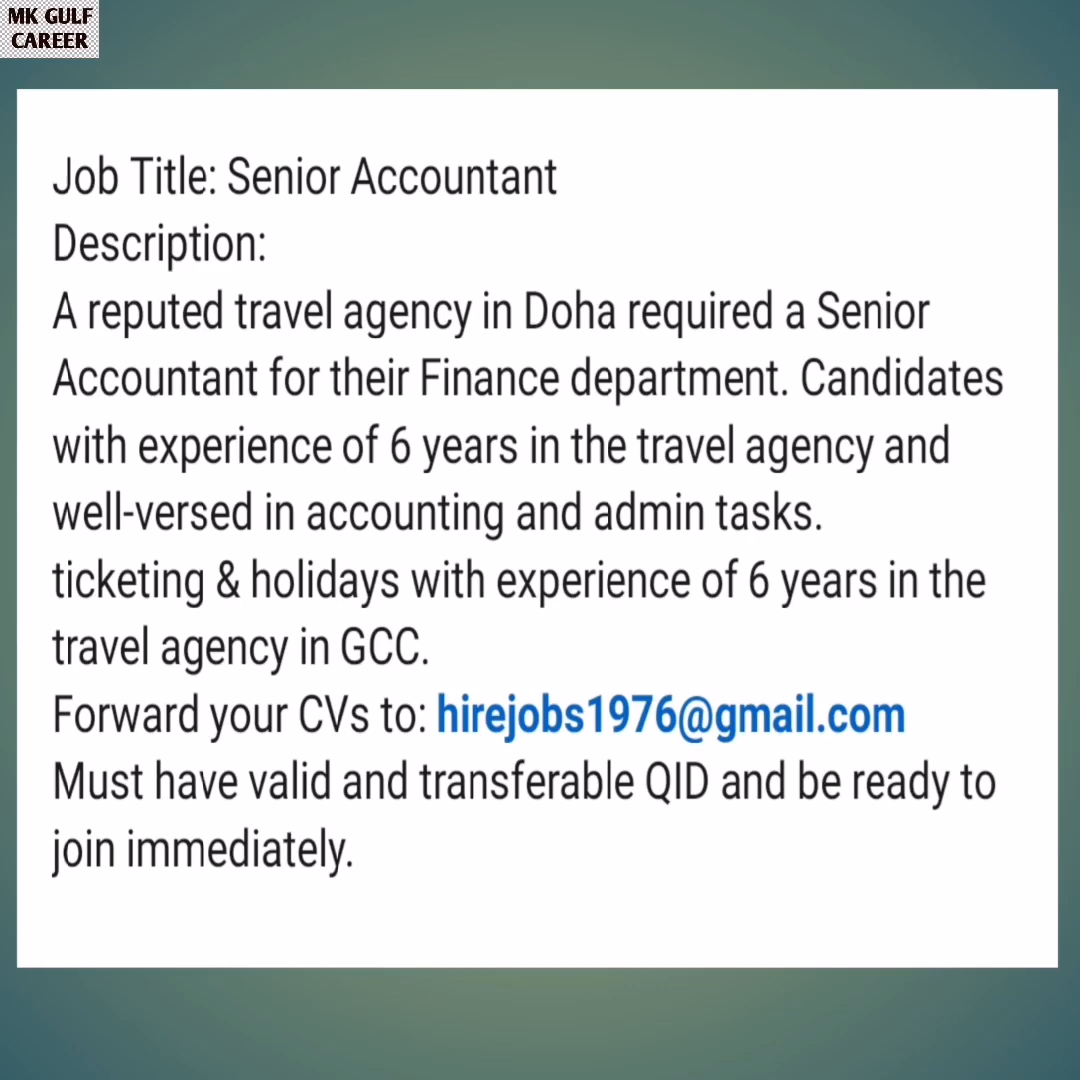 MK GULF
CAREER
Job Title: Senior Accountant
Description:
A reputed travel agency in Doha required a Senior
Accountant for their Finance department. Candidates
with experience of 6 years in the travel agency and
well-versed in accounting and admin tasks.
ticketing & holidays with experience of 6 years in the
travel agency in GCC.
Forward your CVs to: hirejobs1976@gmail.com
Must have valid and transferable QID and be ready to
join immediately.